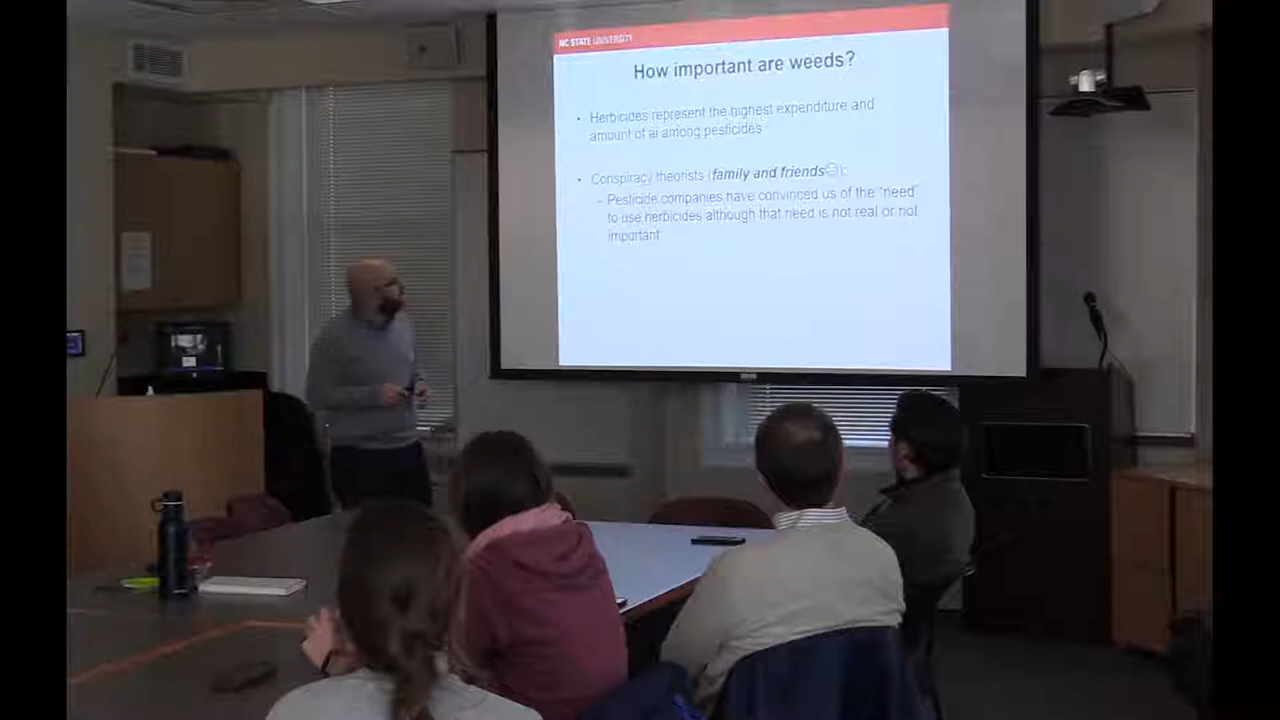 NC STATE UNIVERSITY
How important are weeds?
• Herbicides represent the highest expenditure and
amount of ai among pesticides
• Conspiracy theorists (family and friends☺):
– Pesticide companies have convinced us of the "need"
to use herbicides although that need is not real or not
important